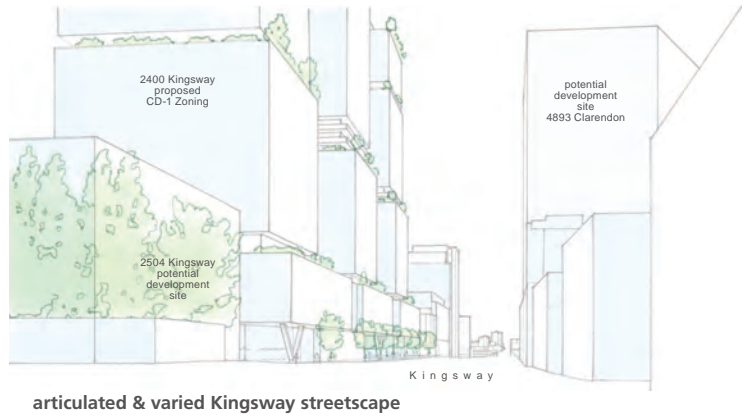 2400 Kingsway
proposed
CD-1 Zoning
potential
development
site
4893 Clarendon
2504 Kingsway
potential
development
site
Kingsway
articulated & varied Kingsway streetscape